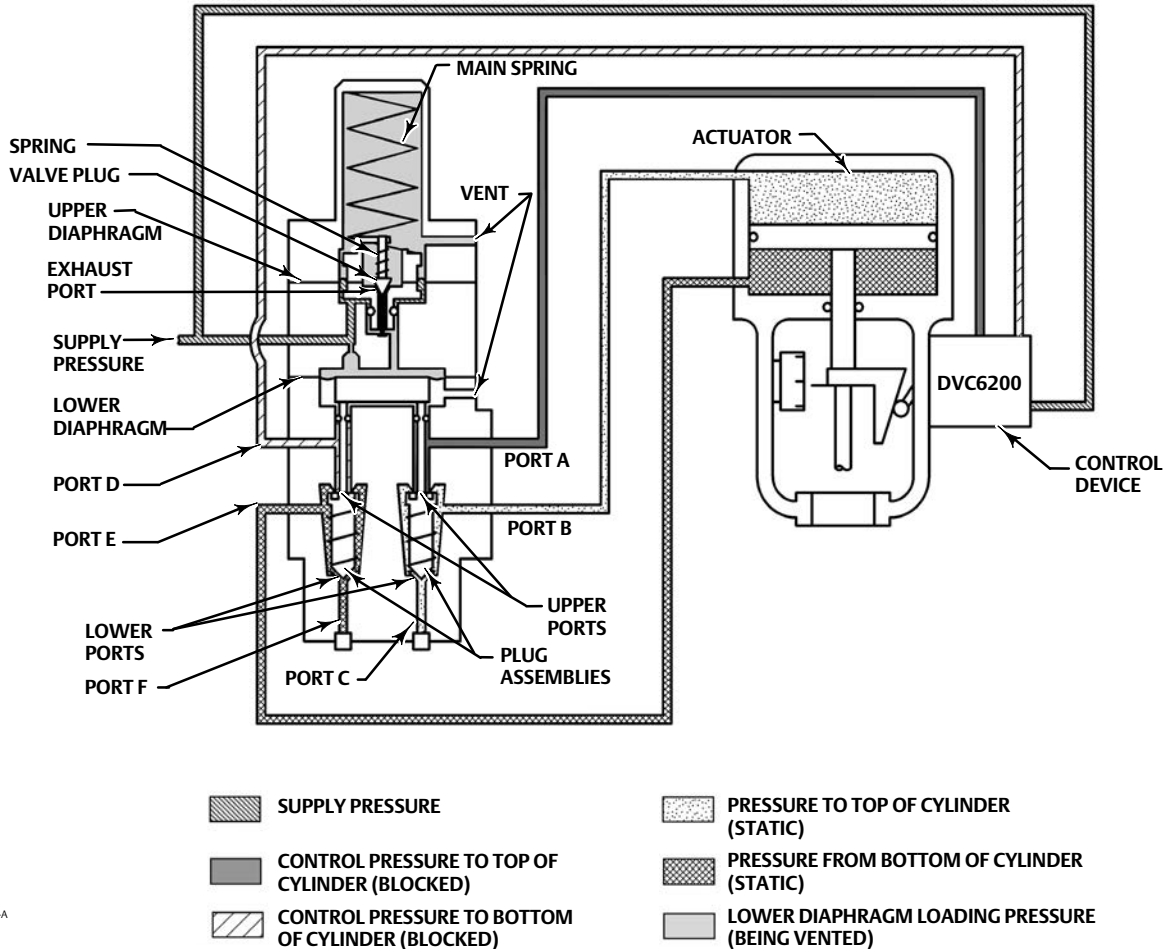 MAIN SPRING
SPRING
VALVE PLUG
UPPER
DIAPHRAGM
EXHAUST
PORT
SUPPLY
PRESSURE
LOWER
DIAPHRAGM
PORT D
PORT E
LOWER
PORTS
PORT F
PORT C
VENT
ACTUATOR
DVC6200
CONTROL
DEVICE
PORT A
PORT B
UPPER
PORTS
PLUG
ASSEMBLIES
SUPPLY PRESSURE
CONTROL PRESSURE TO TOP OF
CYLINDER (BLOCKED)
CONTROL PRESSURE TO BOTTOM
OF CYLINDER (BLOCKED)
PRESSURE TO TOP OF CYLINDER
(STATIC)
PRESSURE FROM BOTTOM OF CYLINDER
(STATIC)
LOWER DIAPHRAGM LOADING PRESSURE
(BEING VENTED)